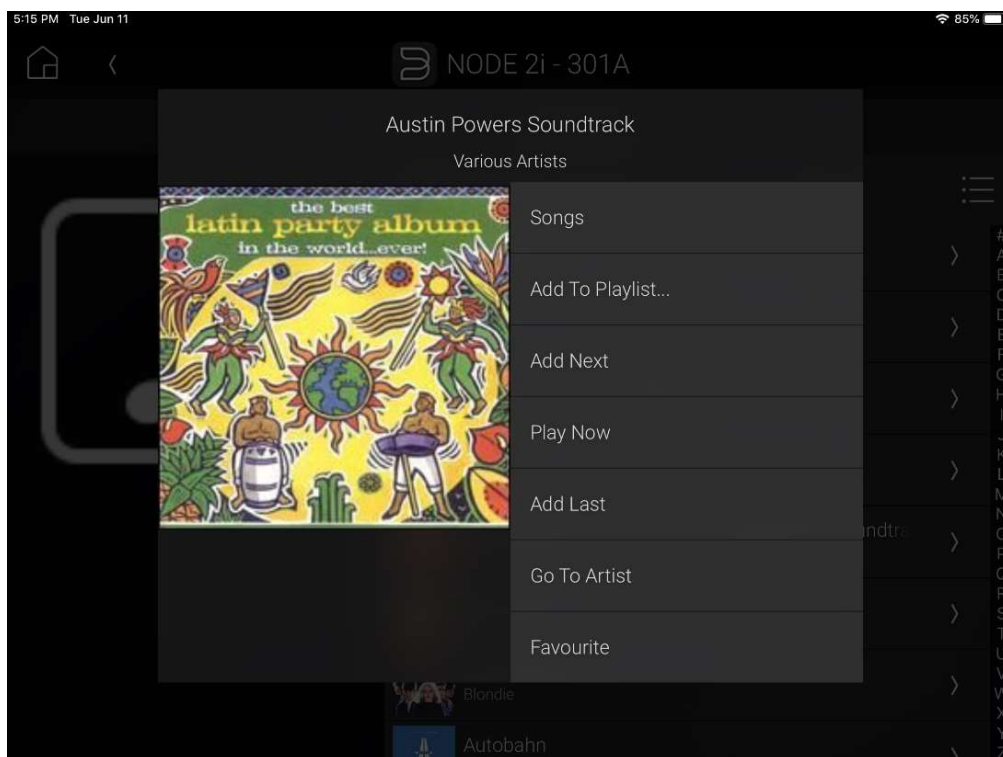 5:15 PM Tue Jun 11
85%
NODE 2i - 301A
Austin Powers Soundtrack
Various Artists
the best
latin party album
in the world...ever!
Songs
Add To Playlist...
Add Next
Play Now
Add Last
Go To Artist
Favourite
Blondie
Autobahn